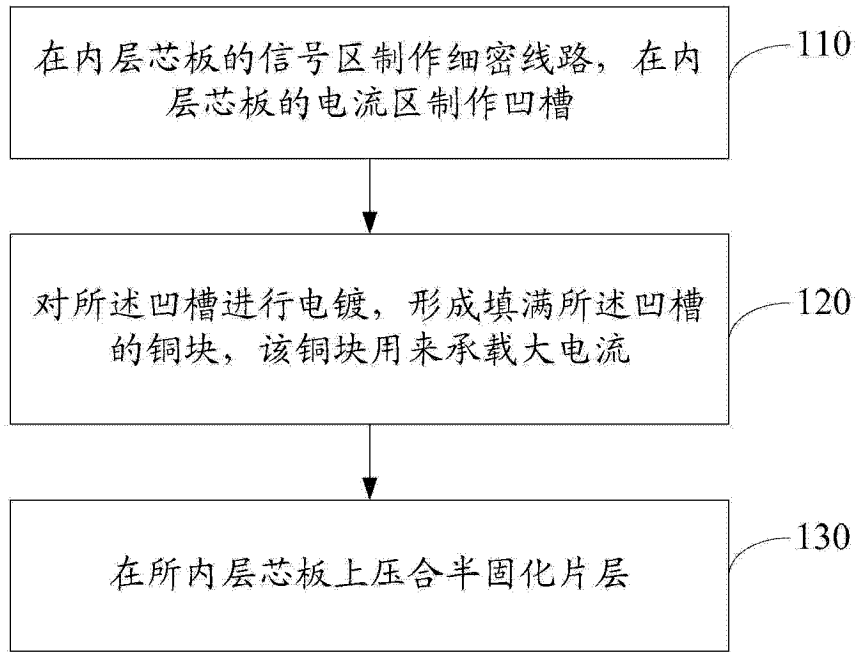 在内层芯板的信号区制作细密线路，在内
层芯板的电流区制作凹槽
110
对所述凹槽进行电镀，形成填满所述凹槽
的铜块，该铜块用来承载大电流
120
在所内层芯板上压合半固化片层
130